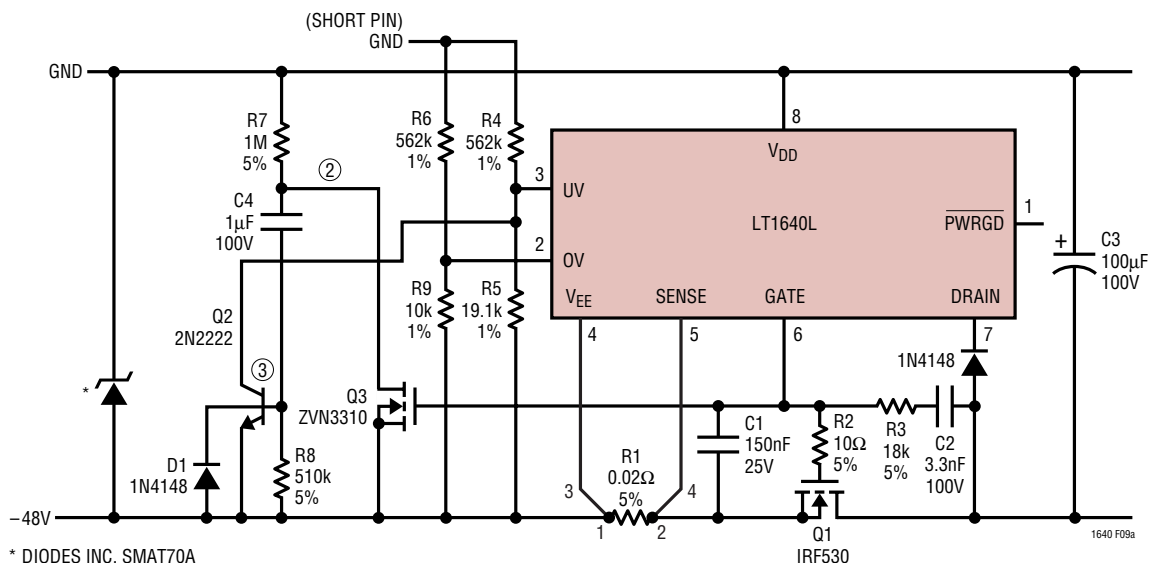 (SHORT PIN)
GND
GND
R7
1M
5%
R6
562k
1%
R4
562k
1%
8
V_DD
②
3
UV
LT1640L
PWRGD
1
C4
1µF
100V
2
OV
+
C3
100µF
100V
R9
10k
1%
R5
19.1k
1%
V_EE
SENSE
GATE
DRAIN
4
5
6
7
Q2
2N2222
③
1N4148
*
Q3
ZVN3310
C1
150nF
25V
R2
10Ω
5%
R3
18k
5%
C2
3.3nF
100V
D1
1N4148
R8
510k
5%
R1
0.02Ω
5%
3
4
–48V
1
2
Q1
IRF530
1640 F09a
* DIODES INC. SMAT70A